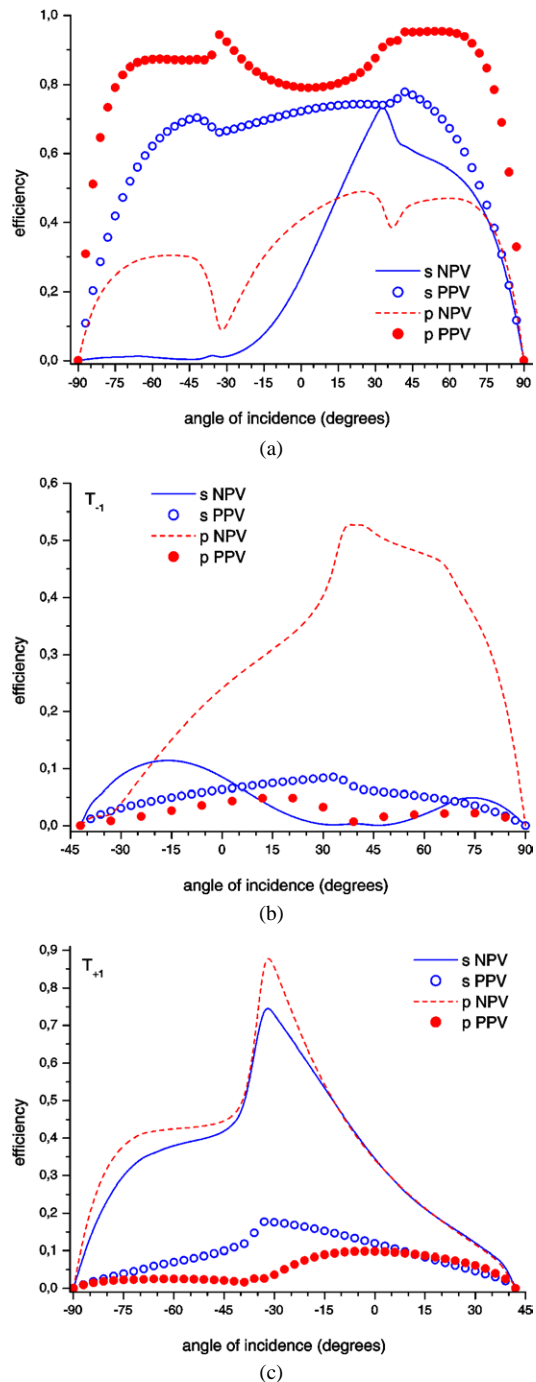 1,0
0,8
0,6
0,4
0,2
0,0
efficiency
s NPV
s PPV
p NPV
p PPV
-90 -75 -60 -45 -30 -15 0 15 30 45 60 75 90
angle of incidence (degrees)
(a)
T-1
0,6
0,5
0,4
0,3
0,2
0,1
0,0
efficiency
s NPV
s PPV
p NPV
p PPV
-45 -30 -15 0 15 30 45 60 75 90
angle of incidence (degrees)
(b)
T+1
0,9
0,8
0,7
0,6
0,5
0,4
0,3
0,2
0,1
0,0
efficiency
s NPV
s PPV
p NPV
p PPV
-90 -75 -60 -45 -30 -15 0 15 30 45
angle of incidence (degrees)
(c)